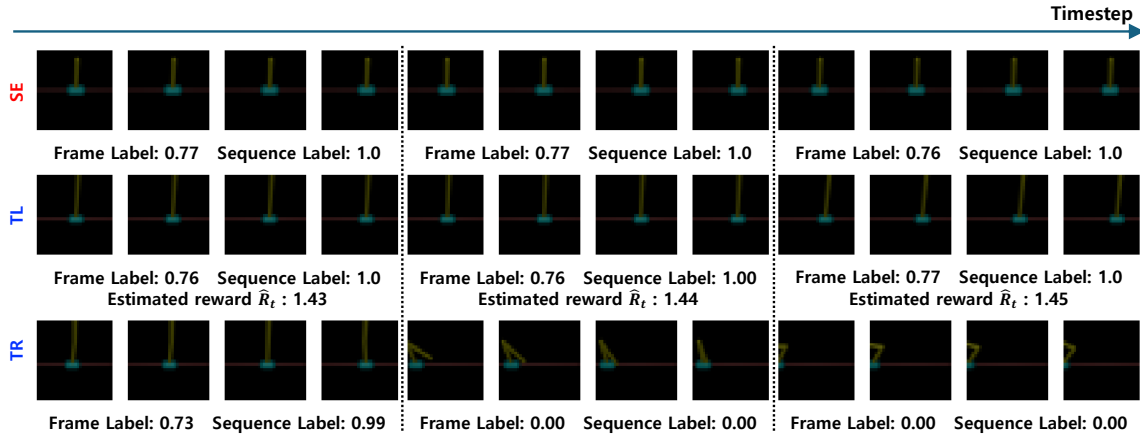 Timestep
SE
Frame Label: 0.77 Sequence Label: 1.0 Frame Label: 0.77 Sequence Label: 1.0 Frame Label: 0.76 Sequence Label: 1.0
TL
Frame Label: 0.76 Sequence Label: 1.0 Frame Label: 0.76 Sequence Label: 1.00 Frame Label: 0.77 Sequence Label: 1.0
Estimated reward R̂ₜ : 1.43 Estimated reward R̂ₜ : 1.44 Estimated reward R̂ₜ : 1.45
TR
Frame Label: 0.73 Sequence Label: 0.99 Frame Label: 0.00 Sequence Label: 0.00 Frame Label: 0.00 Sequence Label: 0.00